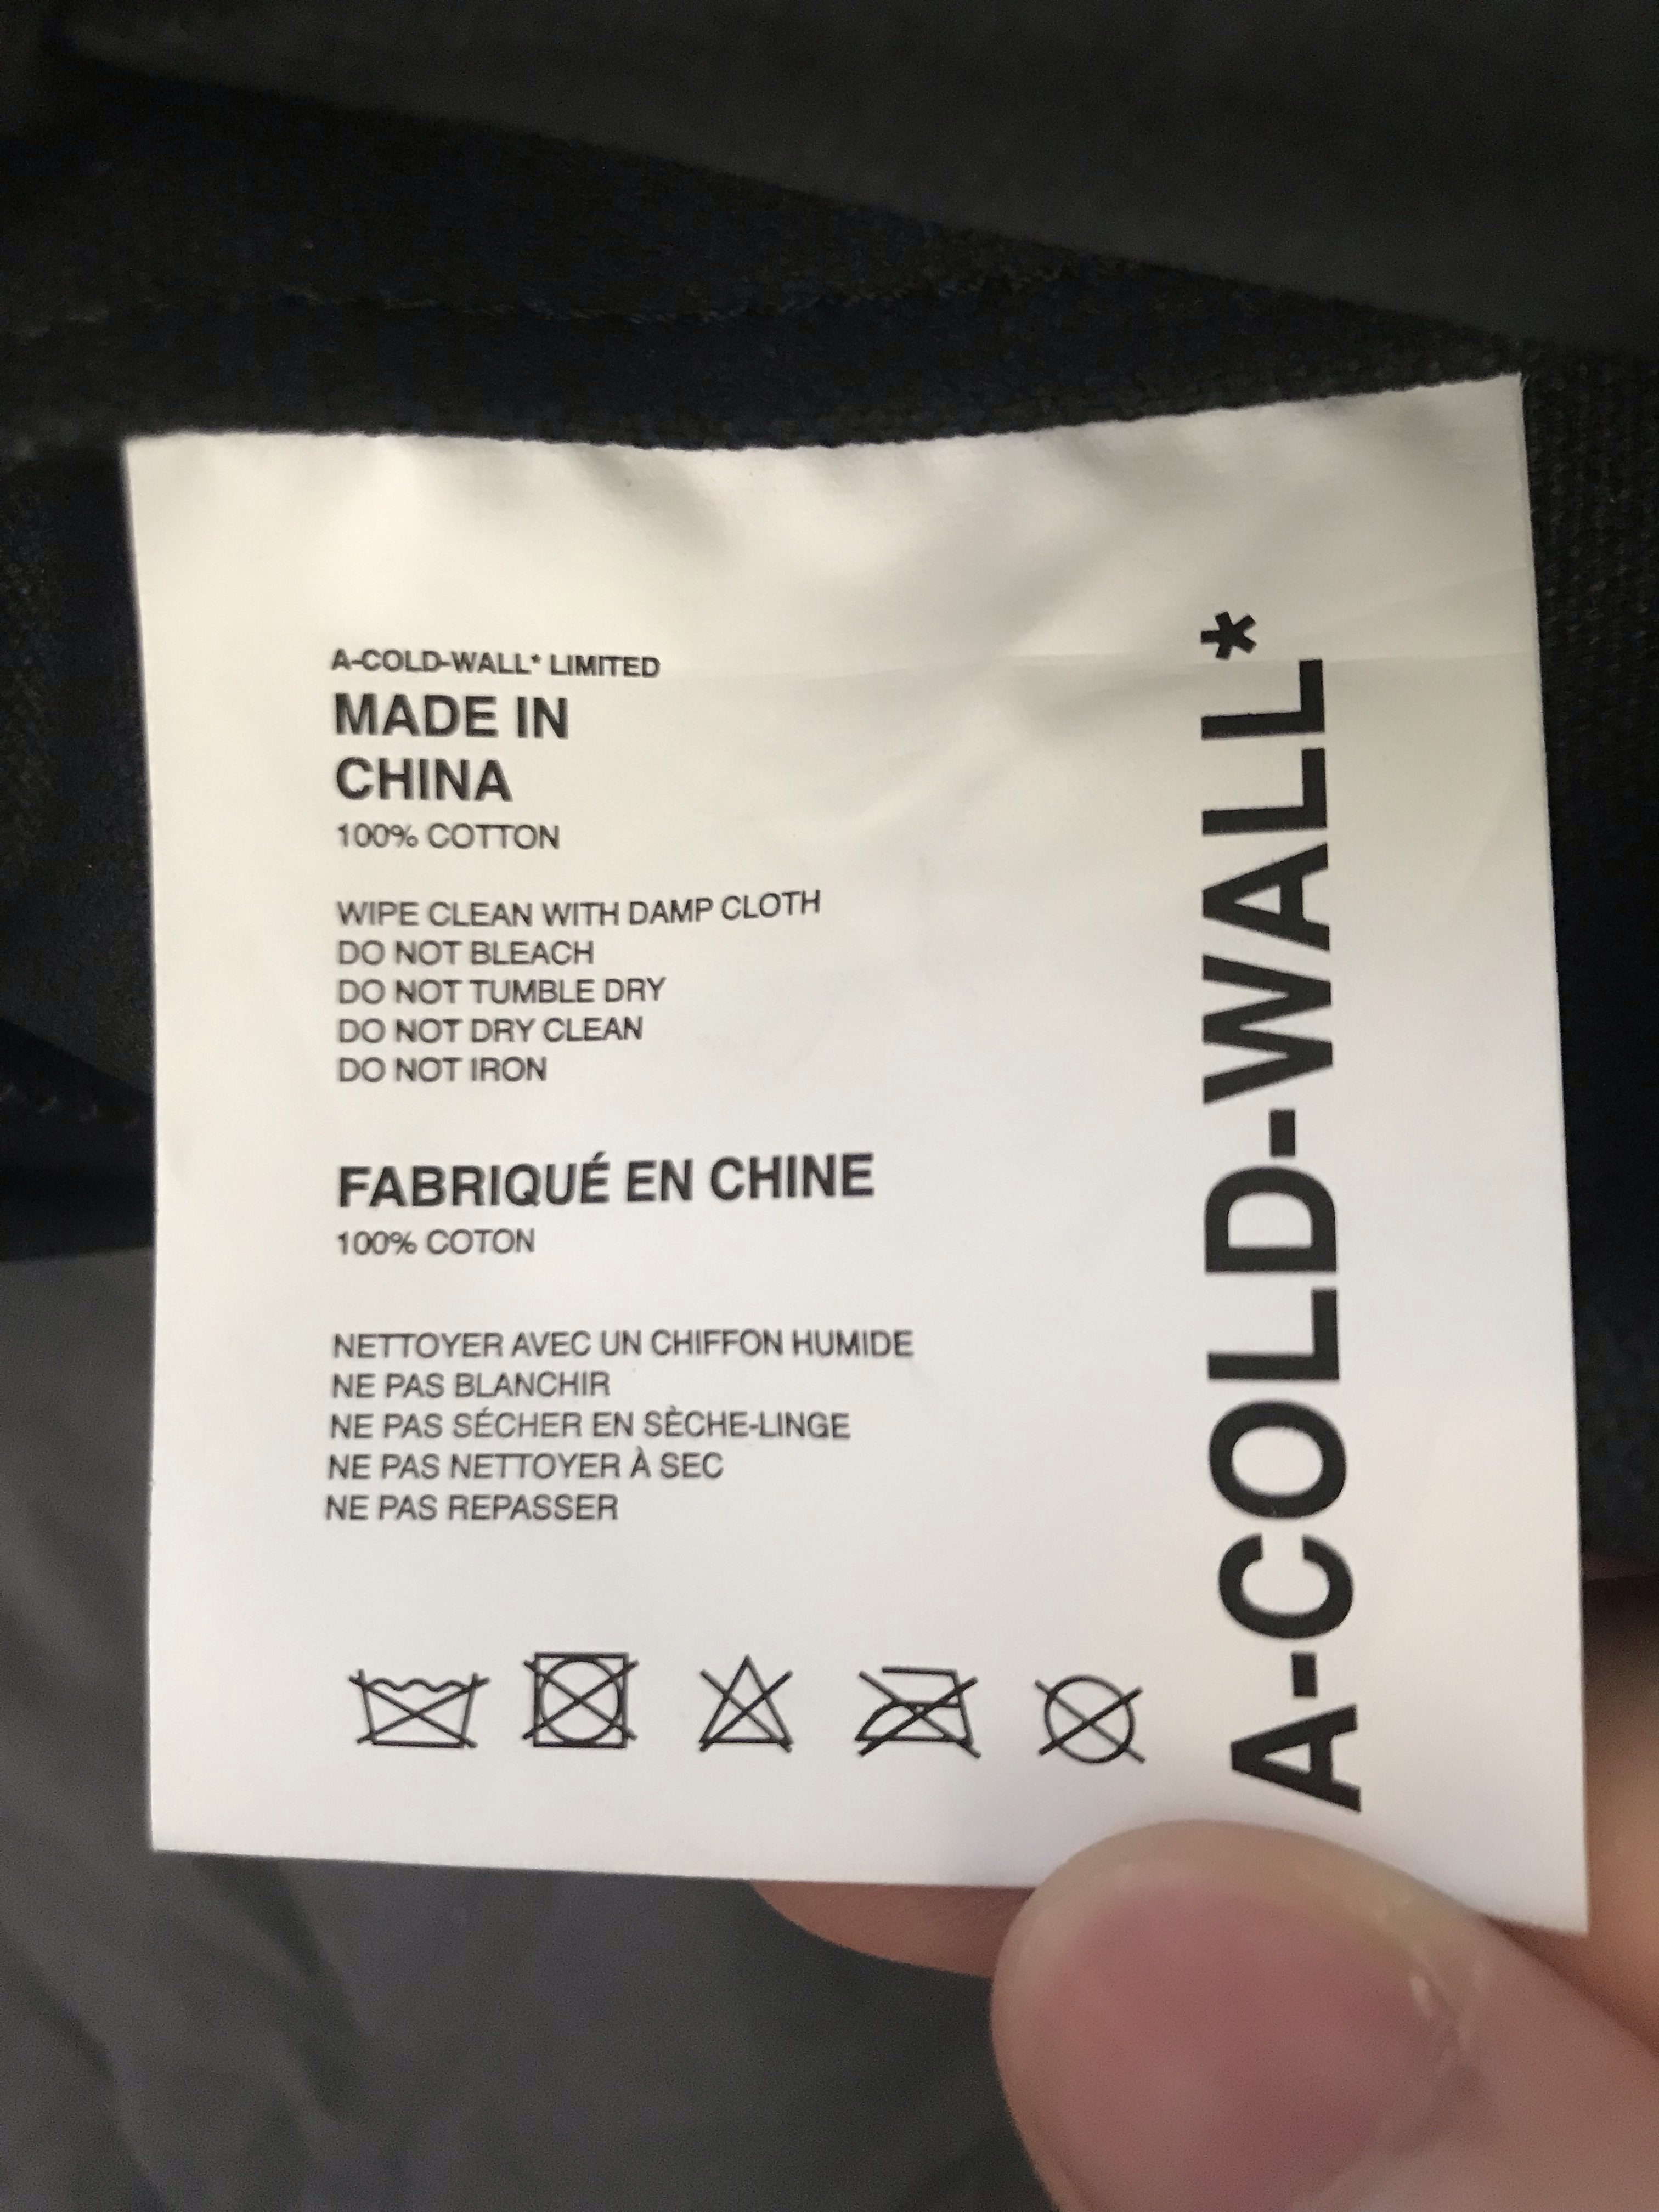 A-COLD-WALL* LIMITED
MADE IN
CHINA
100% COTTON
WIPE CLEAN WITH DAMP CLOTH
DO NOT BLEACH
DO NOT TUMBLE DRY
DO NOT DRY CLEAN
DO NOT IRON
FABRIQUÉ EN CHINE
100% COTON
NETTOYER AVEC UN CHIFFON HUMIDE
NE PAS BLANCHIR
NE PAS SÉCHER EN SÈCHE-LINGE
NE PAS NETTOYER À SEC
NE PAS REPASSER
A-COLD-WALL*